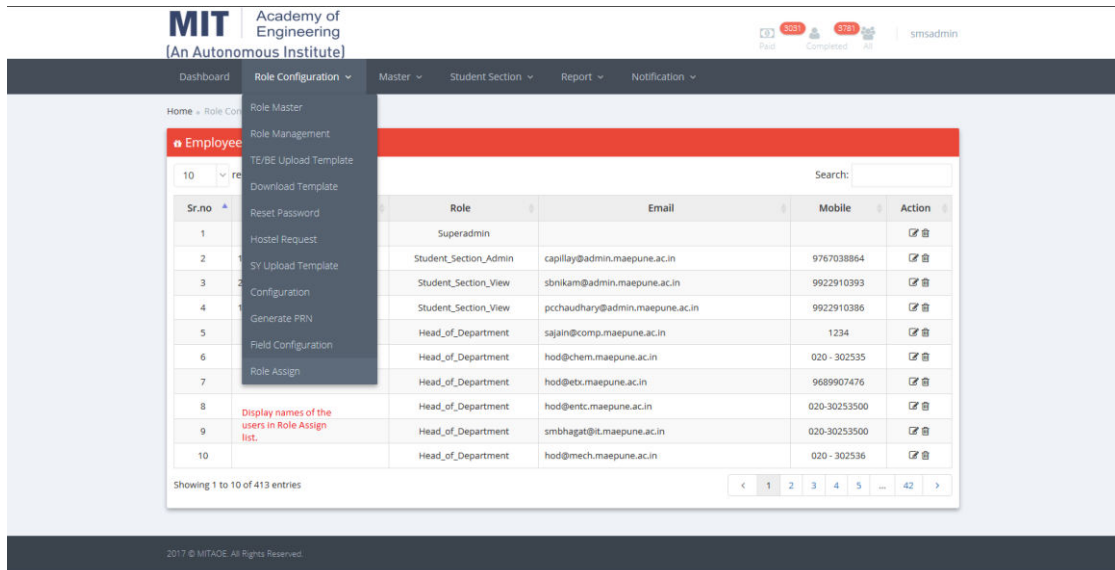 MIT Academy of Engineering
(An Autonomous Institute)
3031 3781
Paid Completed All smsadmin
Dashboard Role Configuration Master Student Section Report Notification
Home » Role Con
Role Master
Role Management
TE/BE Upload Template
Download Template
Reset Password
Hostel Request
SY Upload Template
Configuration
Generate PRN
Field Configuration
Role Assign
Employee
10 re Search:
Sr.no Role Email Mobile Action
1 Superadmin
2 1 Student_Section_Admin capillay@admin.maepune.ac.in 9767038864
3 2 Student_Section_View sbnikam@admin.maepune.ac.in 9922910393
4 1 Student_Section_View pcchaudhary@admin.maepune.ac.in 9922910386
5 Head_of_Department sajain@comp.maepune.ac.in 1234
6 Head_of_Department hod@chem.maepune.ac.in 020 - 302535
7 Head_of_Department hod@etx.maepune.ac.in 9689907476
8 Head_of_Department hod@entc.maepune.ac.in 020-30253500
9 Head_of_Department smbhagat@it.maepune.ac.in 020-30253500
10 Head_of_Department hod@mech.maepune.ac.in 020 - 302536
Display names of the
users in Role Assign
list.
Showing 1 to 10 of 413 entries
< 1 2 3 4 5 ... 42 >
2017 © MITAOE. All Rights Reserved.